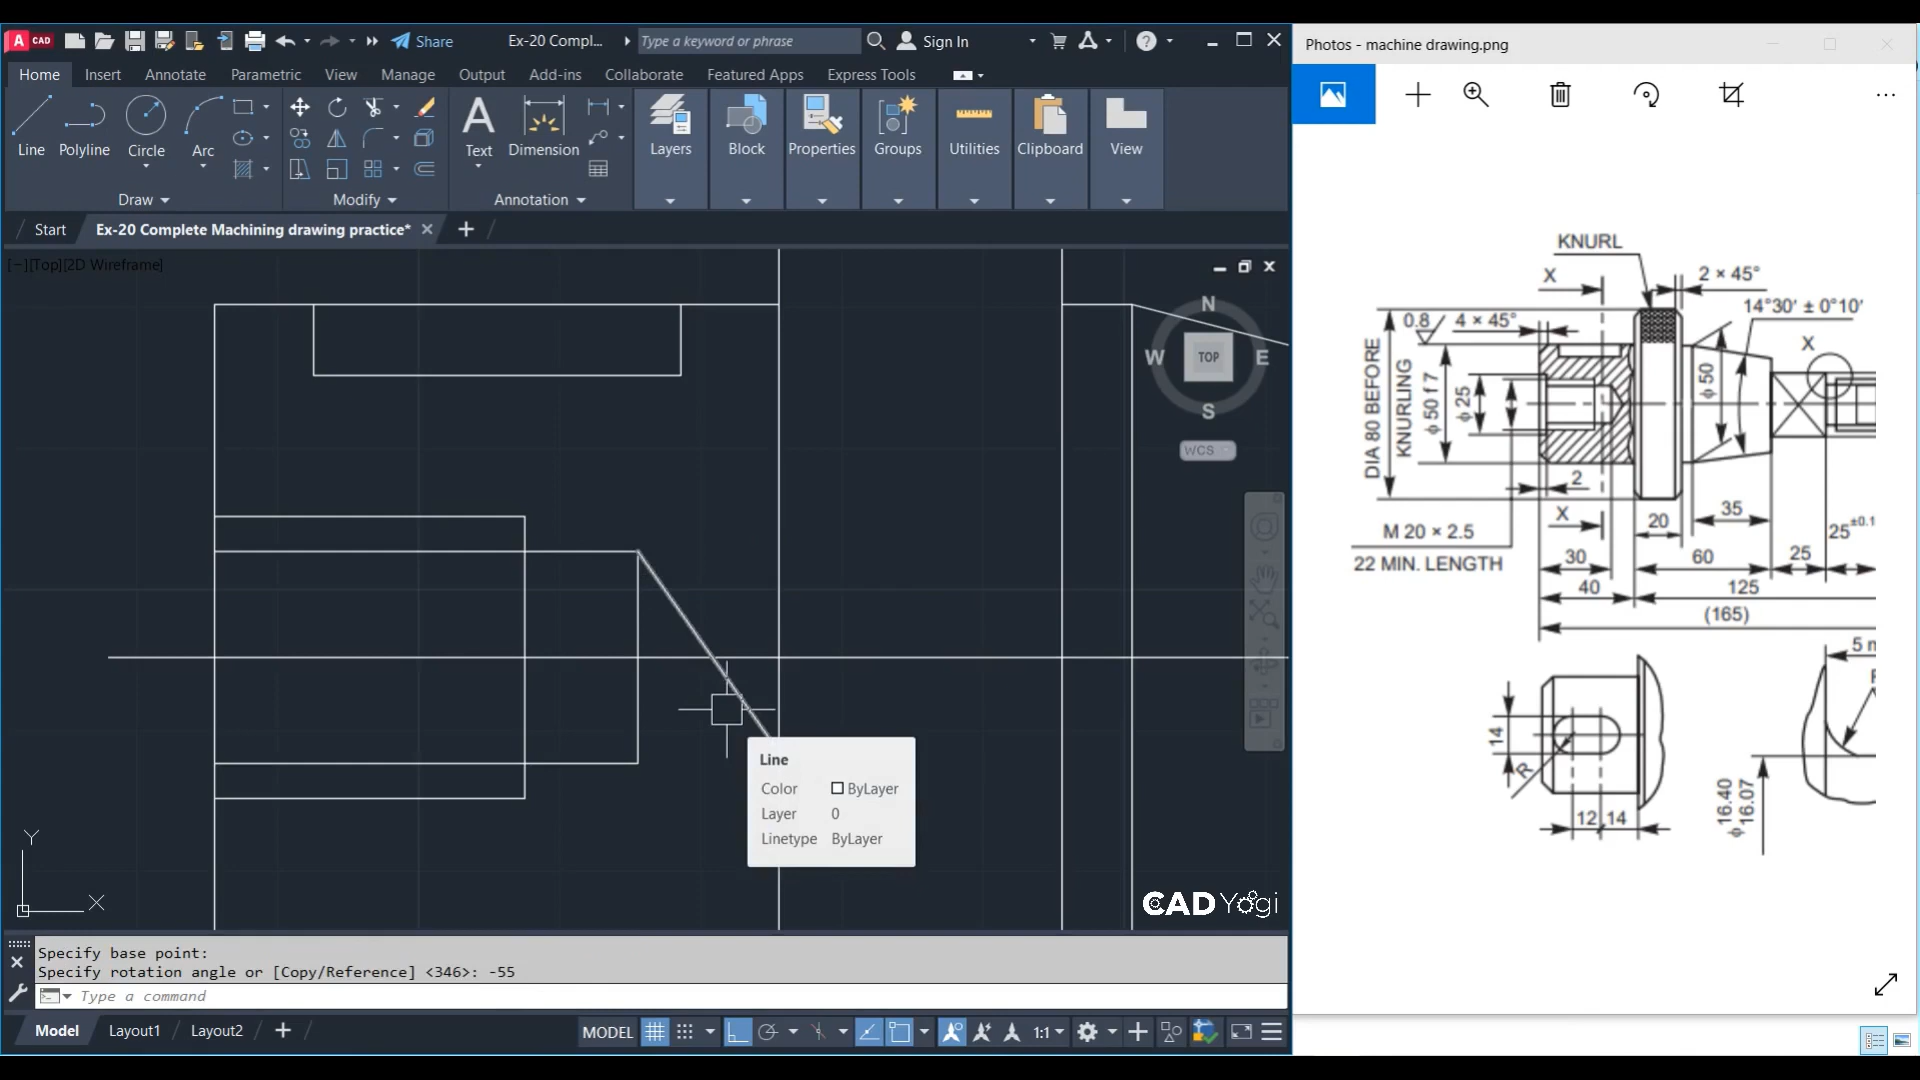 A CAD
Share
Ex-20 Compl...
Type a keyword or phrase
Sign In
Photos - machine drawing.png
Home
Insert
Annotate
Parametric
View
Manage
Output
Add-ins
Collaborate
Featured Apps
Express Tools
Line
Polyline
Circle
Arc
Text
Dimension
Layers
Block
Properties
Groups
Utilities
Clipboard
View
Draw
Modify
Annotation
Start
Ex-20 Complete Machining drawing practice*
[−][Top][2D Wireframe]
N
W
TOP
E
S
WCS
Line
Color ByLayer
Layer 0
Linetype ByLayer
Y
X
CAD Yogi
Specify base point:
Specify rotation angle or [Copy/Reference] <346>: -55
Type a command
Model
Layout1
Layout2
MODEL
1:1
KNURL
X
2 × 45°
14°30′ ± 0°10′
0.8
4 × 45°
X
DIA 80 BEFORE
KNURLING
ϕ 50 f 7
ϕ 25
ϕ 50
2
X
M 20 × 2.5
22 MIN. LENGTH
20
35
25±0.1
30
60
25
40
125
(165)
5 m
14
R
12
14
ϕ 16.40
16.07